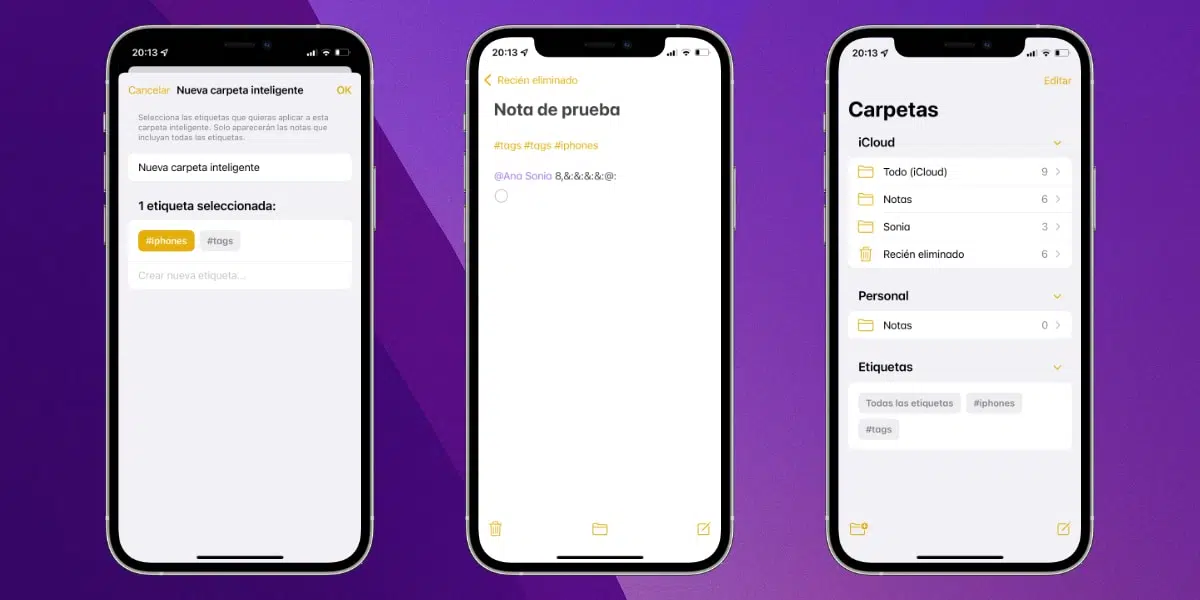 20:13
Cancelar Nueva carpeta inteligente OK
Selecciona las etiquetas que quieras aplicar a esta
carpeta inteligente. Solo aparecerán las notas que
incluyan todas las etiquetas.
Nueva carpeta inteligente
1 etiqueta seleccionada:
#iphones #tags
Crear nueva etiqueta...
20:13
Recién eliminado
Nota de prueba
#tags #tags #iphones
@Ana Sonia 8,&:&:&:&:@:
20:13
Editar
Carpetas
iCloud
Todo (iCloud) 9
Notas 6
Sonia 3
Recién eliminado 6
Personal
Notas 0
Etiquetas
Todas las etiquetas #iphones
#tags